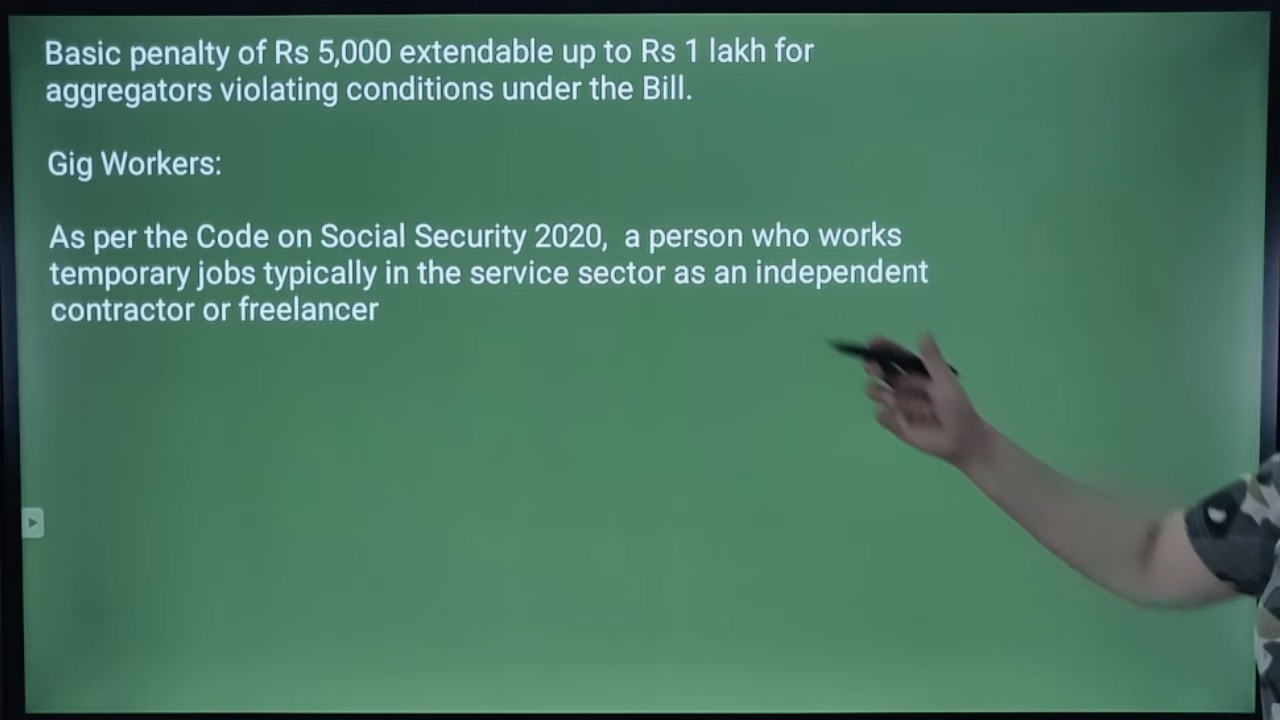 Basic penalty of Rs 5,000 extendable up to Rs 1 lakh for
aggregators violating conditions under the Bill.
Gig Workers:
As per the Code on Social Security 2020, a person who works
temporary jobs typically in the service sector as an independent
contractor or freelancer